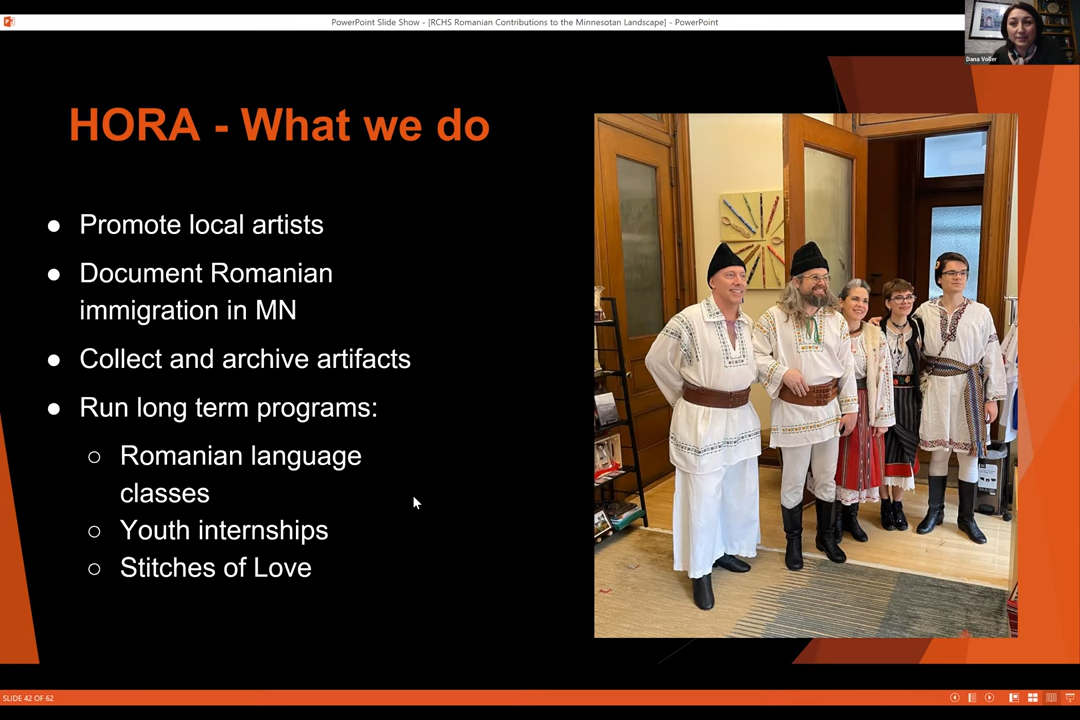 PowerPoint Slide Show - [RCHS Romanian Contributions to the Minnesotan Landscape] - PowerPoint
Dana Voller
HORA - What we do
● Promote local artists
● Document Romanian
immigration in MN
● Collect and archive artifacts
● Run long term programs:
○ Romanian language
classes
○ Youth internships
○ Stitches of Love
SLIDE 42 OF 62